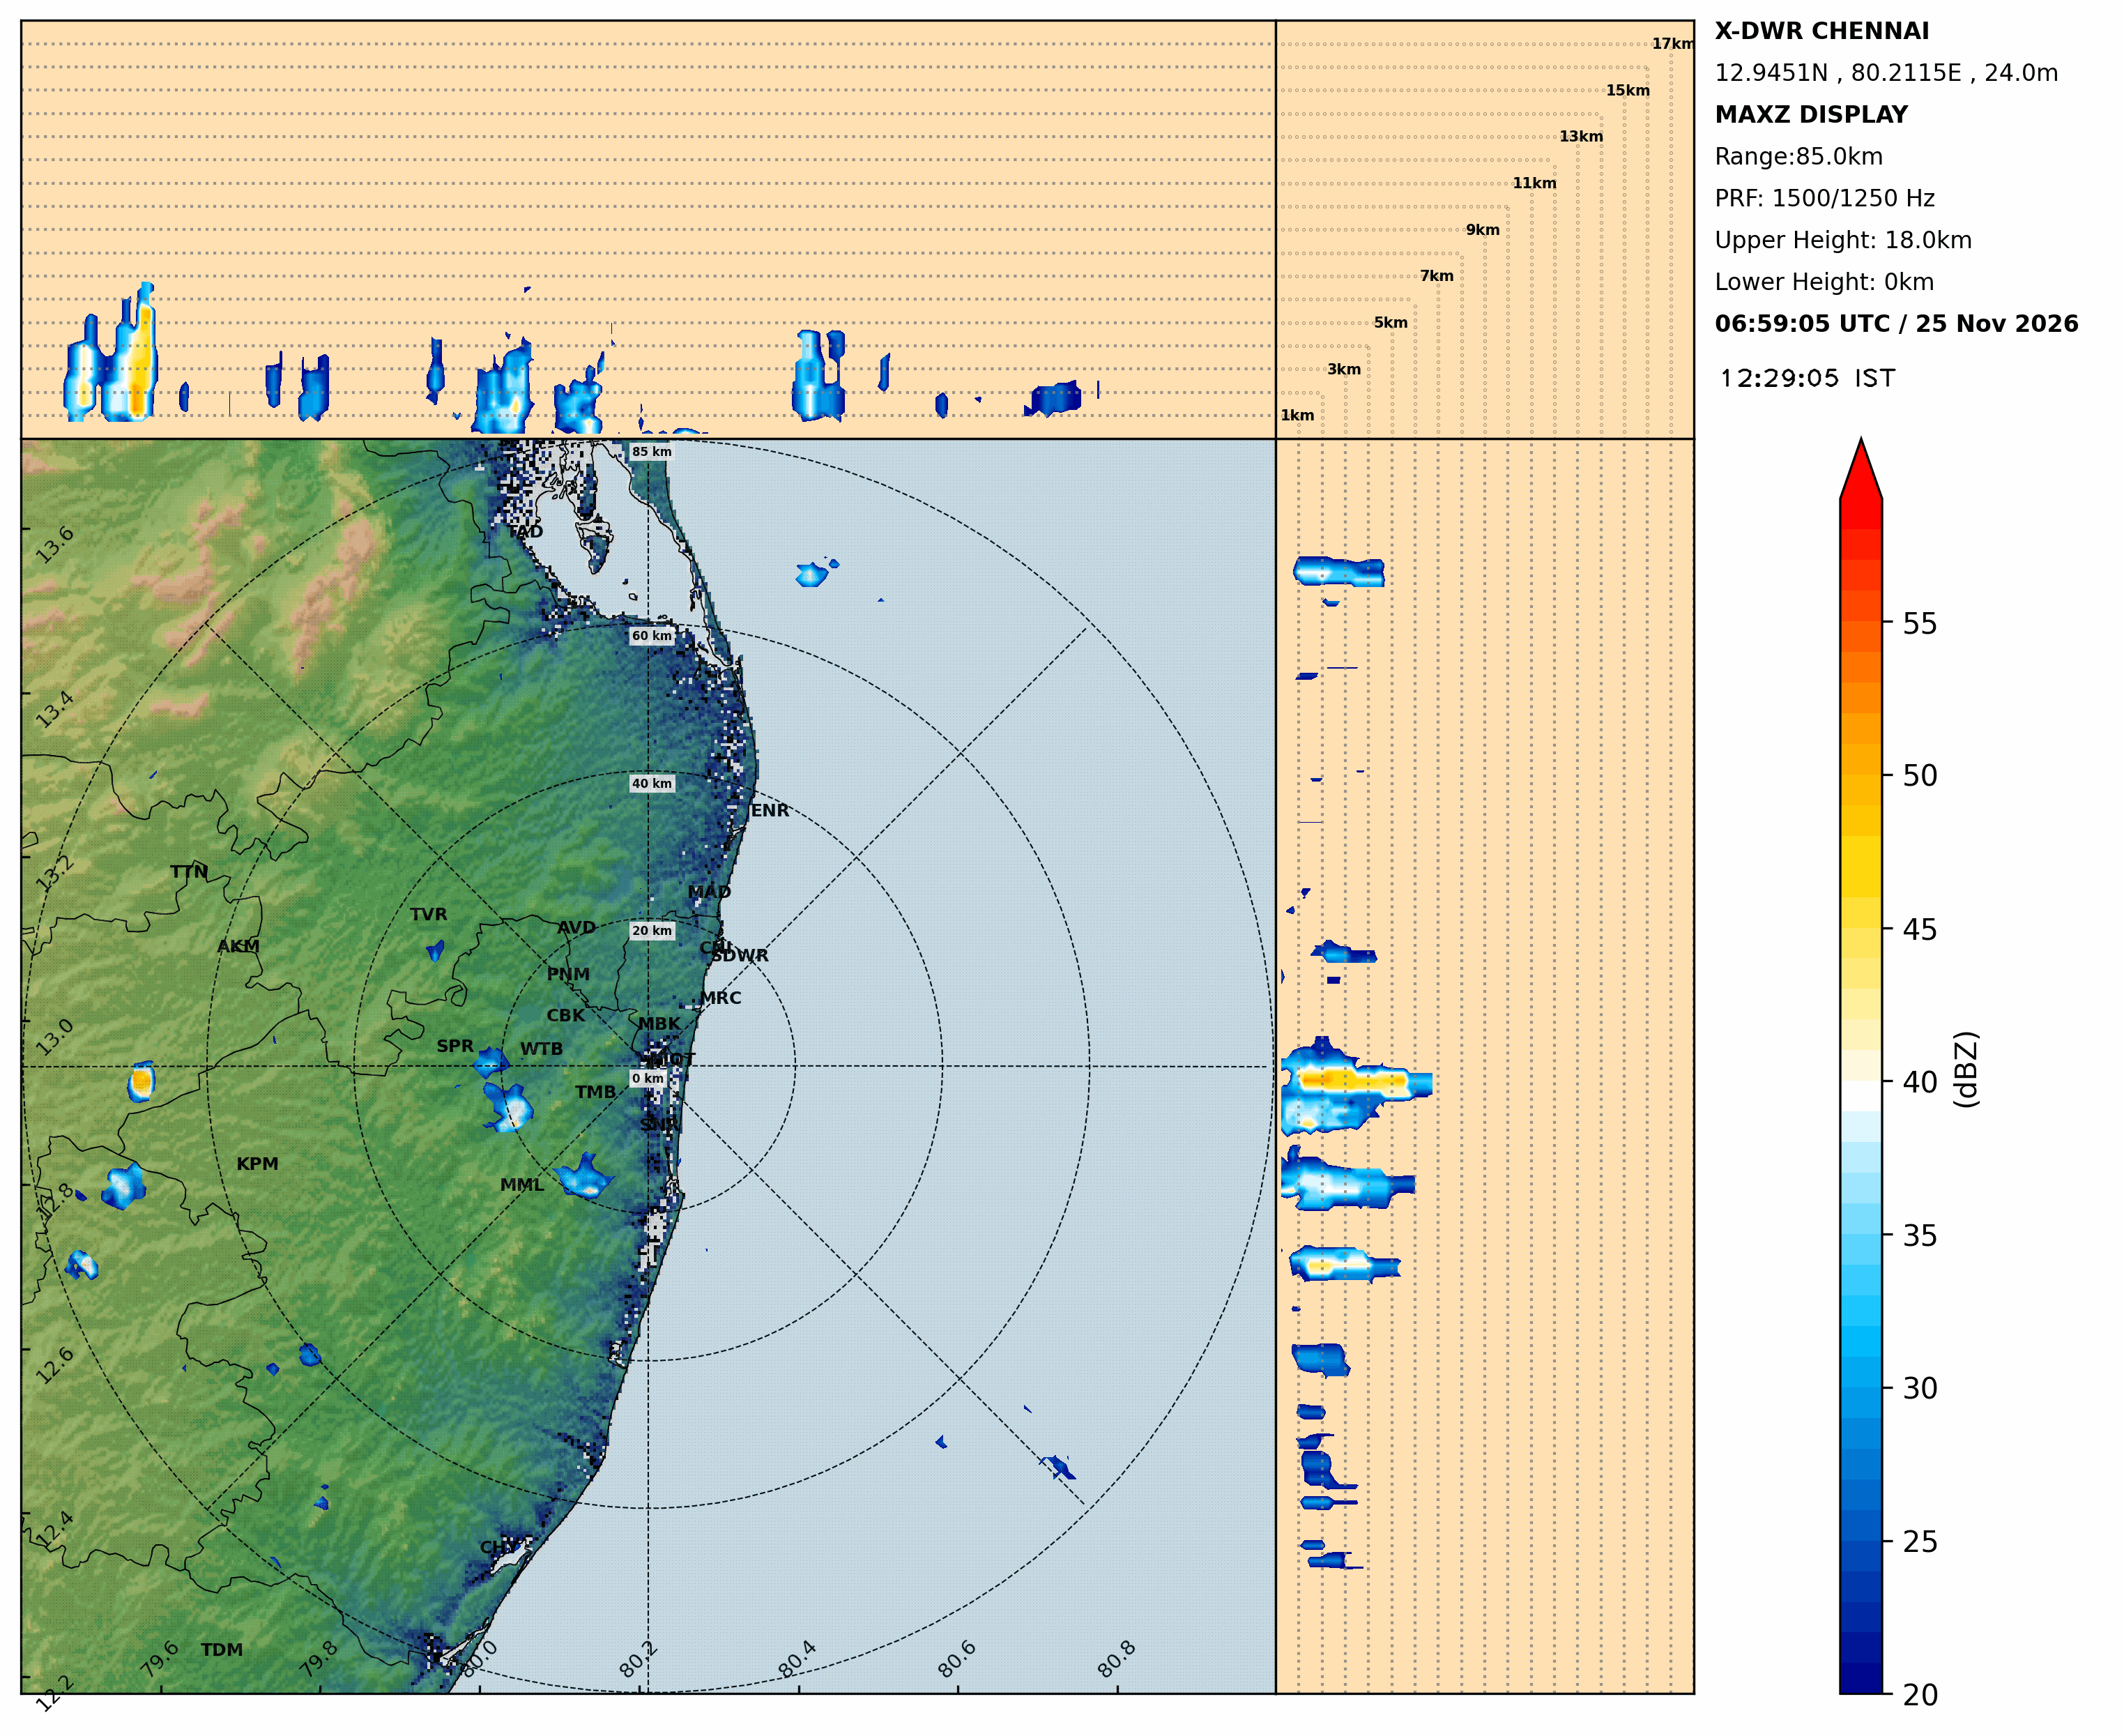 X-DWR CHENNAI
12.9451N , 80.2115E , 24.0m
MAXZ DISPLAY
Range:85.0km
PRF: 1500/1250 Hz
Upper Height: 18.0km
Lower Height: 0km
06:59:05 UTC / 25 Nov 2026
12:29:05 IST
17km
15km
13km
11km
9km
7km
5km
3km
1km
85 km
TAD
13.6
60 km
13.4
40 km
ENR
13.2
TTN
MAD
TVR
AVD
20 km
AKM
SDWR
PNM
MRC
CBK
MBK
13.0
SPR
WTB
0 km
TMB
SNR
KPM
MML
12.8
12.6
12.4
CHY
TDM
12.2
79.6
79.8
80.0
80.2
80.4
80.6
80.8
55
50
45
40
35
30
25
20
(dBZ)